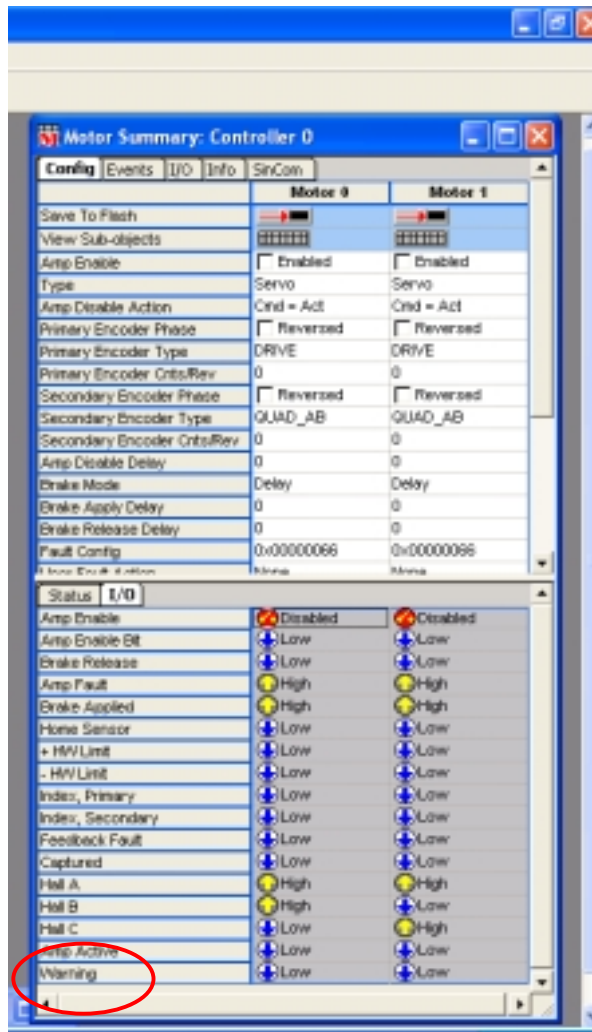 Motor Summary: Controller 0
Config Events I/O Info SinCom
Motor 0 Motor 1
Save To Flash
View Sub-objects
Amp Enable Enabled Enabled
Type Servo Servo
Amp Disable Action Cmd = Act Cmd = Act
Primary Encoder Phase Reversed Reversed
Primary Encoder Type DRIVE DRIVE
Primary Encoder Cnts/Rev 0 0
Secondary Encoder Phase Reversed Reversed
Secondary Encoder Type QUAD_AB QUAD_AB
Secondary Encoder Cnts/Rev 0 0
Amp Disable Delay 0 0
Brake Mode Delay Delay
Brake Apply Delay 0 0
Brake Release Delay 0 0
Fault Config 0x00000066 0x00000066
User Fault Action None None
Status I/O
Amp Enable Disabled Disabled
Amp Enable Bit Low Low
Brake Release Low Low
Amp Fault High High
Brake Applied High High
Home Sensor Low Low
+ HW Limit Low Low
- HW Limit Low Low
Index, Primary Low Low
Index, Secondary Low Low
Feedback Fault Low Low
Captured Low Low
Hall A High High
Hall B High Low
Hall C Low High
Amp Active Low Low
Warning Low Low